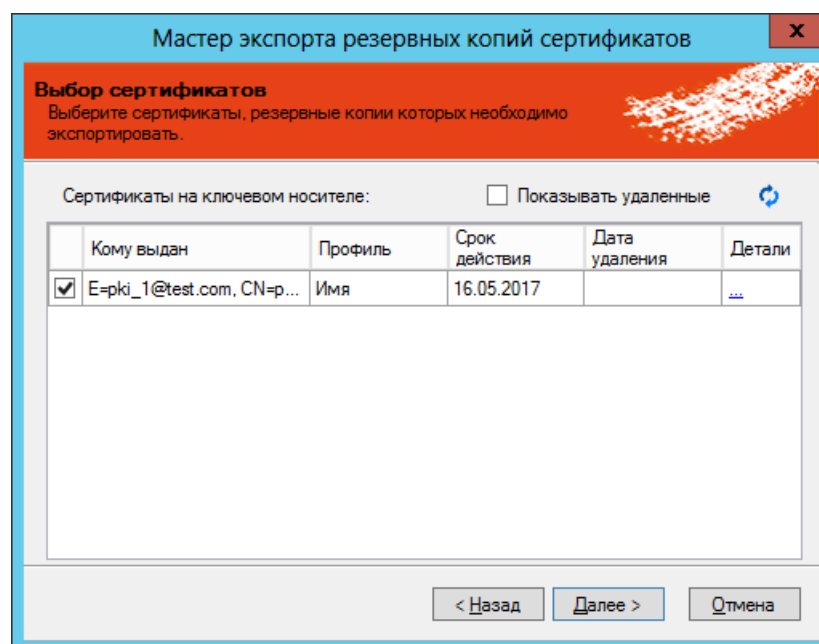 Мастер экспорта резервных копий сертификатов
x
Выбор сертификатов
Выберите сертификаты, резервные копии которых необходимо
экспортировать.
Сертификаты на ключевом носителе:
Показывать удаленные
Кому выдан
Профиль
Срок
действия
Дата
удаления
Детали
E=pki_1@test.com, CN=p...
Имя
16.05.2017
...
< Назад
Далее >
Отмена